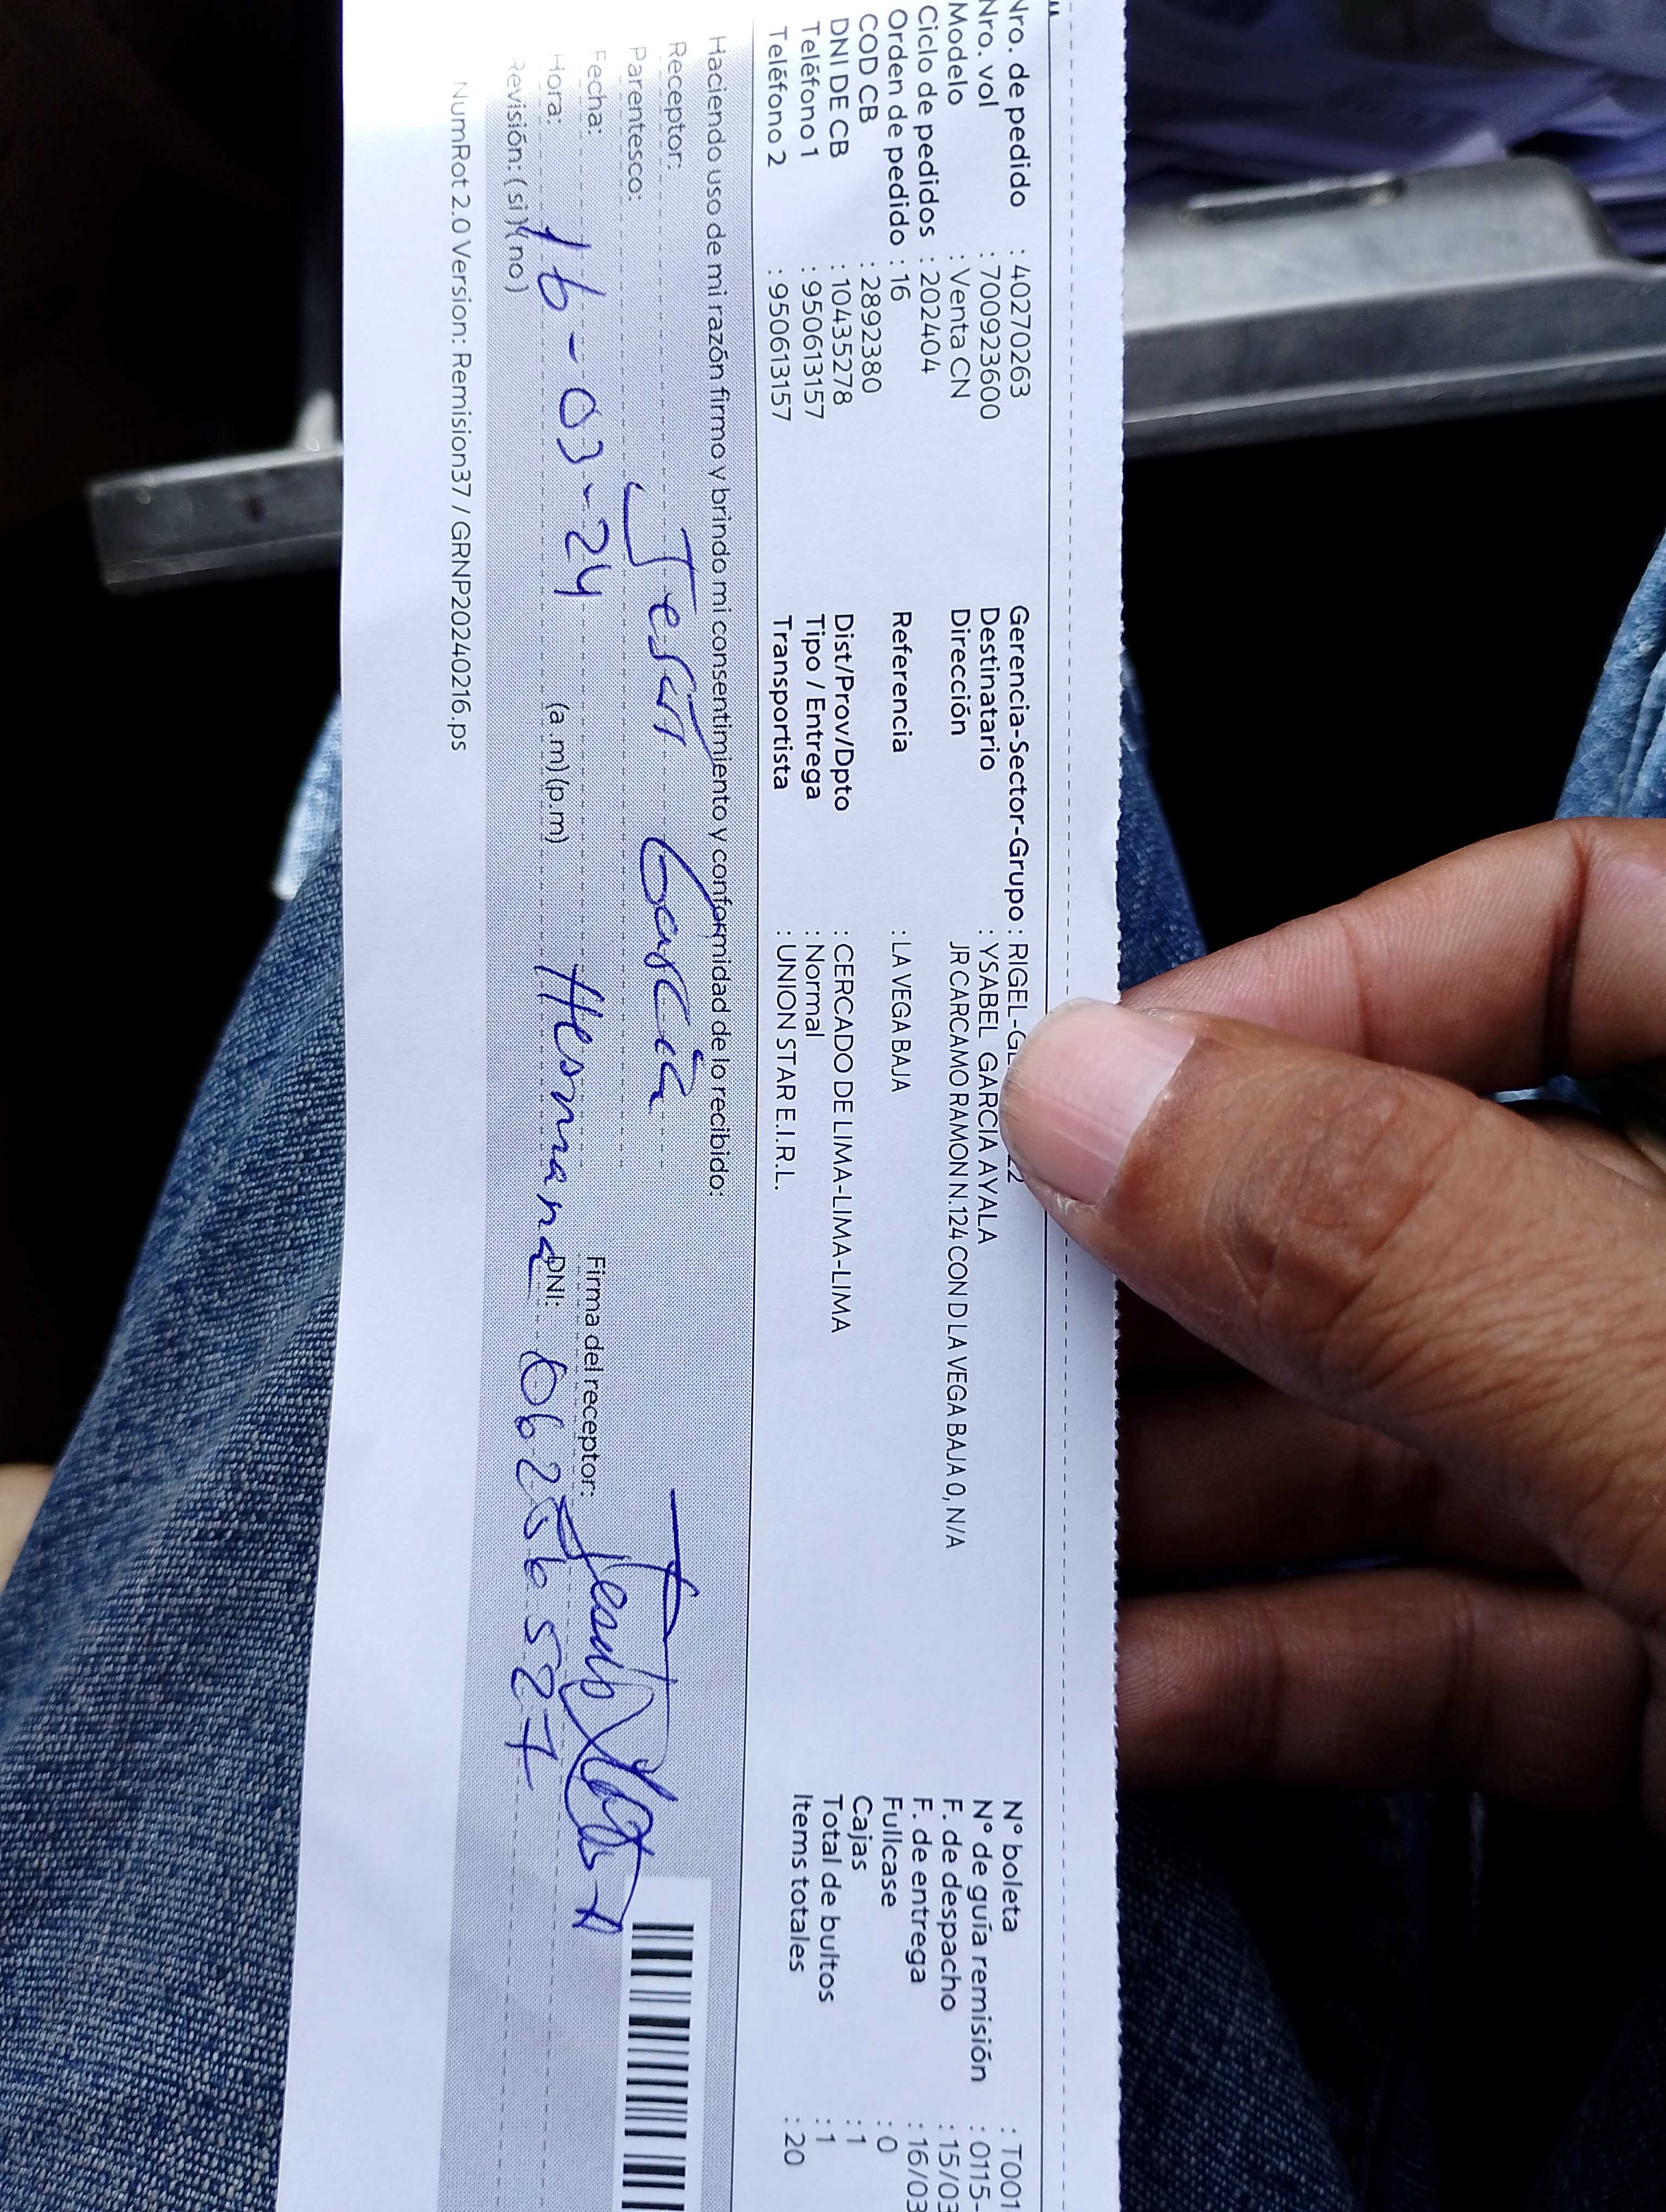 Nro. de pedido : 40270263
Nro. vol : 700923600
Modelo : Venta CN
Ciclo de pedidos : 202404
Orden de pedido : 16
COD CB : 2892380
DNI DE CB : 10435278
Teléfono 1 : 950613157
Teléfono 2 : 950613157
Gerencia-Sector-Grupo : RIGEL-
Destinatario : YSABEL GARCIA AYALA
Dirección JR CARCAMO RAMON N.124 CON D LA VEGA BAJA 0, N/A
Referencia : LA VEGA BAJA
Dist/Prov/Dpto : CERCADO DE LIMA-LIMA-LIMA
Tipo / Entrega : Normal
Transportista : UNION STAR E.I.R.L.
N° boleta : T001
N° de guía remisión : 0115-
F. de despacho : 15/03
F. de entrega : 16/03
Fullcase : 0
Cajas : 1
Total de bultos : 1
Items totales : 20
Haciendo uso de mi razón firmo y brindo mi consentimiento y conformidad de lo recibido:
Receptor: García
Parentesco: Hermana
Fecha: 16-03-24
Firma del receptor:
Hora: (a.m)(p.m)
DNI: 06256527
Revisión: (si)(no)
NumRot 2.0 Version: Remision37 / GRNP20240216.ps